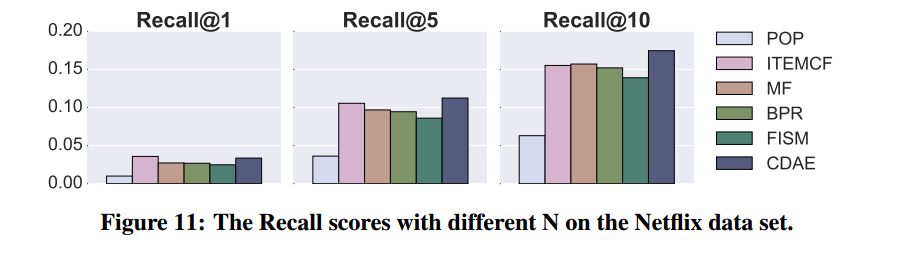 Recall@1 Recall@5 Recall@10
0.20
0.15
0.10
0.05
0.00
POP
ITEMCF
MF
BPR
FISM
CDAE
Figure 11: The Recall scores with different N on the Netflix data set.